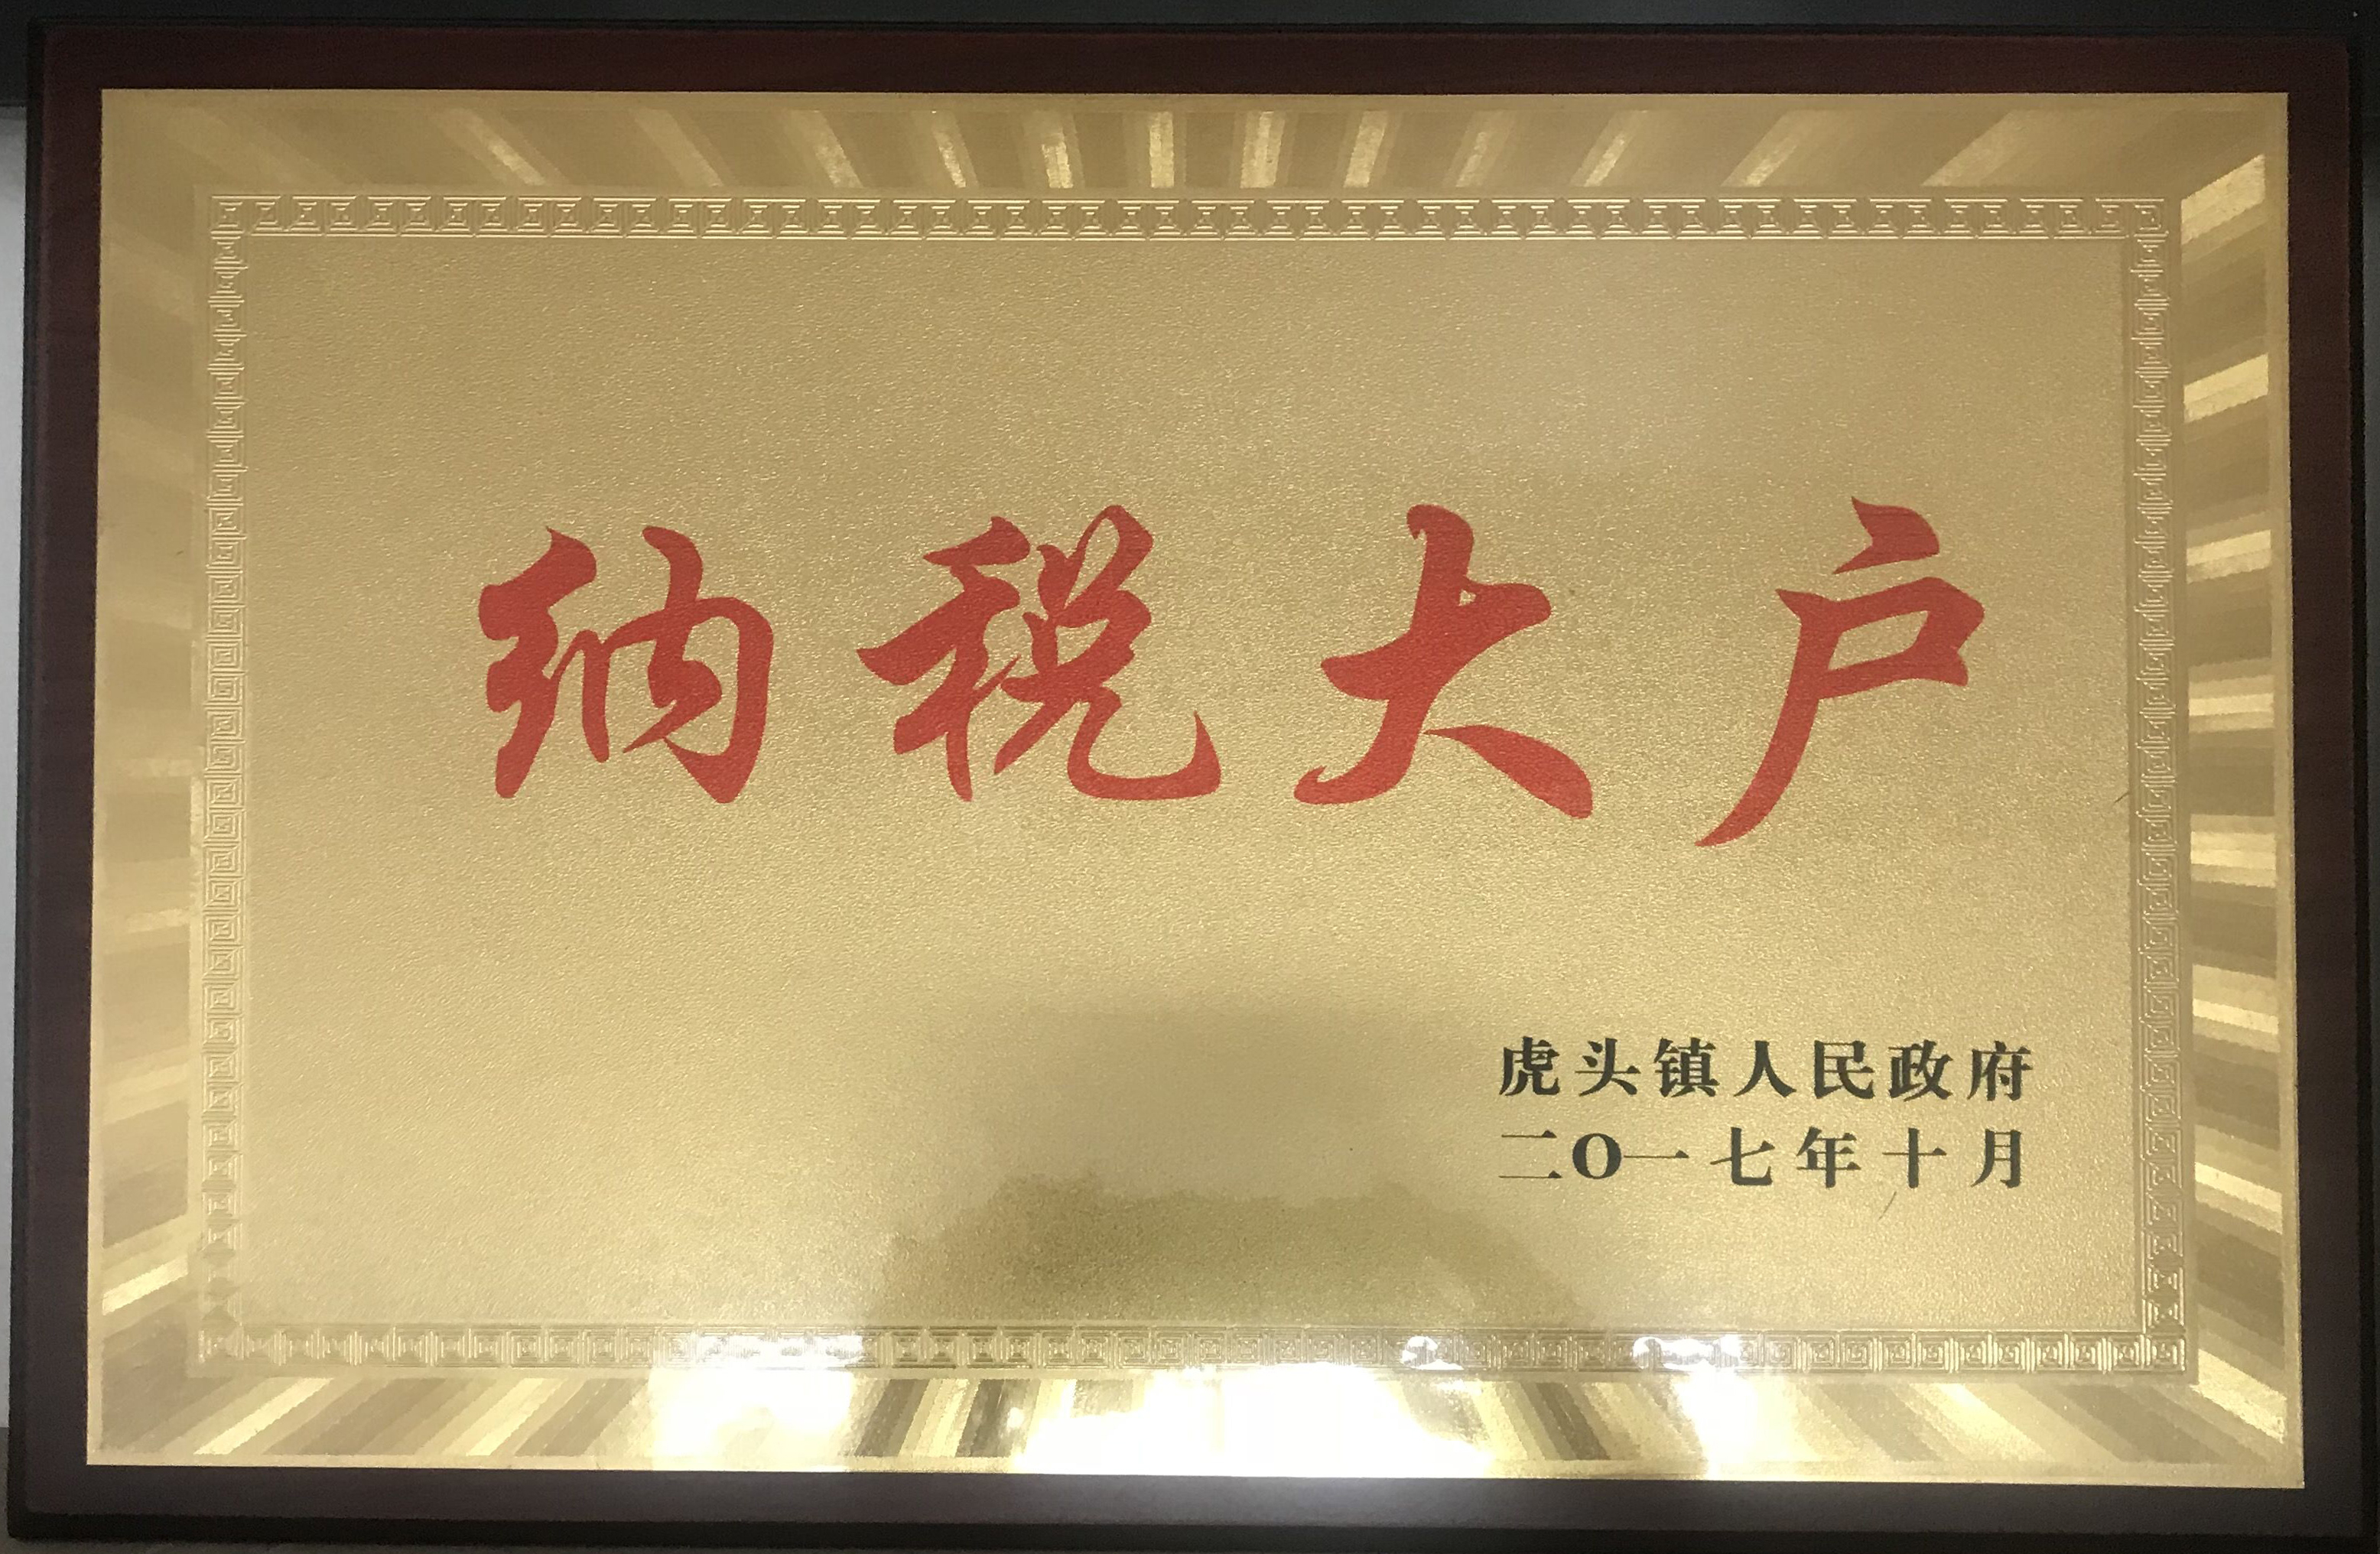 纳税大户
虎头镇人民政府
二O一七年十月